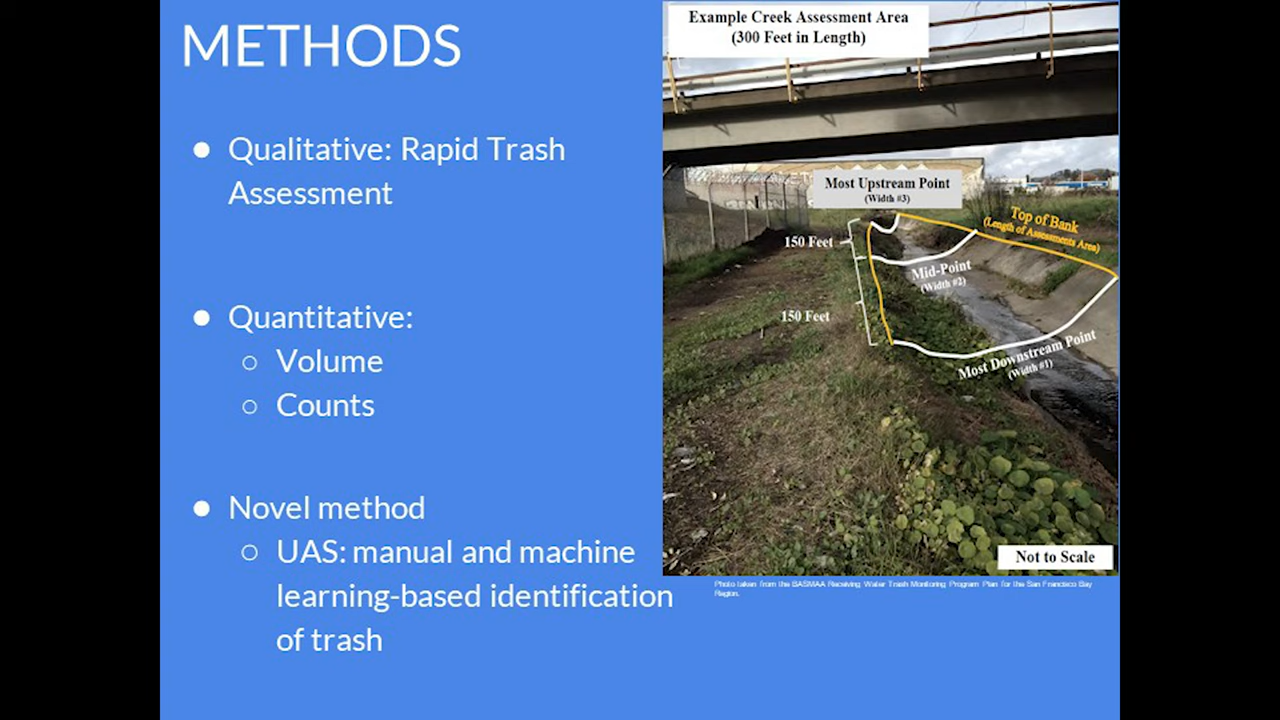 METHODS
● Qualitative: Rapid Trash
Assessment
● Quantitative:
○ Volume
○ Counts
● Novel method
○ UAS: manual and machine
learning-based identification
of trash
Example Creek Assessment Area
(300 Feet in Length)
Most Upstream Point
(Width #3)
Top of Bank
(Length of Assessments Area)
150 Feet
Mid-Point
(Width #2)
150 Feet
Most Downstream Point
(Width #1)
Not to Scale
Photo taken from the BASMAA Receiving Water Trash Monitoring Program Plan for the San Francisco Bay
Region.